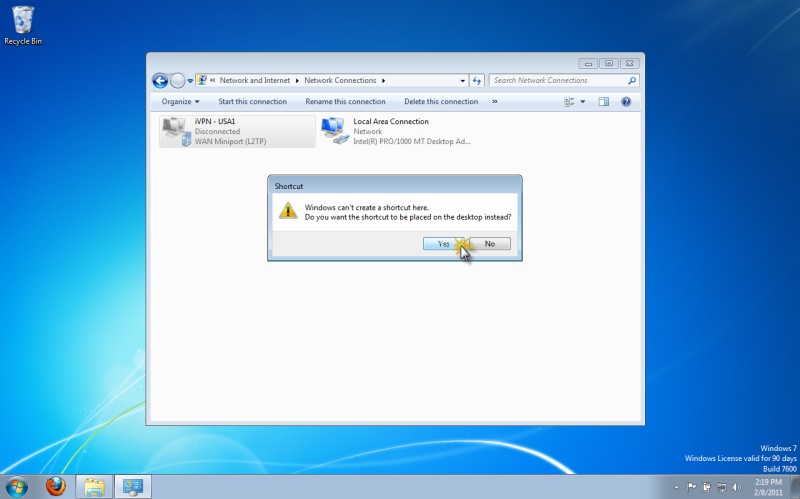 Recycle Bin
« Network and Internet Network Connections
Search Network Connections
Organize Start this connection Rename this connection Delete this connection »
iVPN - USA1
Disconnected
WAN Miniport (L2TP)
Local Area Connection
Network
Intel(R) PRO/1000 MT Desktop Ad...
Shortcut
Windows can't create a shortcut here.
Do you want the shortcut to be placed on the desktop instead?
Yes No
Windows 7
Windows License valid for 90 days
Build 7600
2:19 PM
2/8/2011